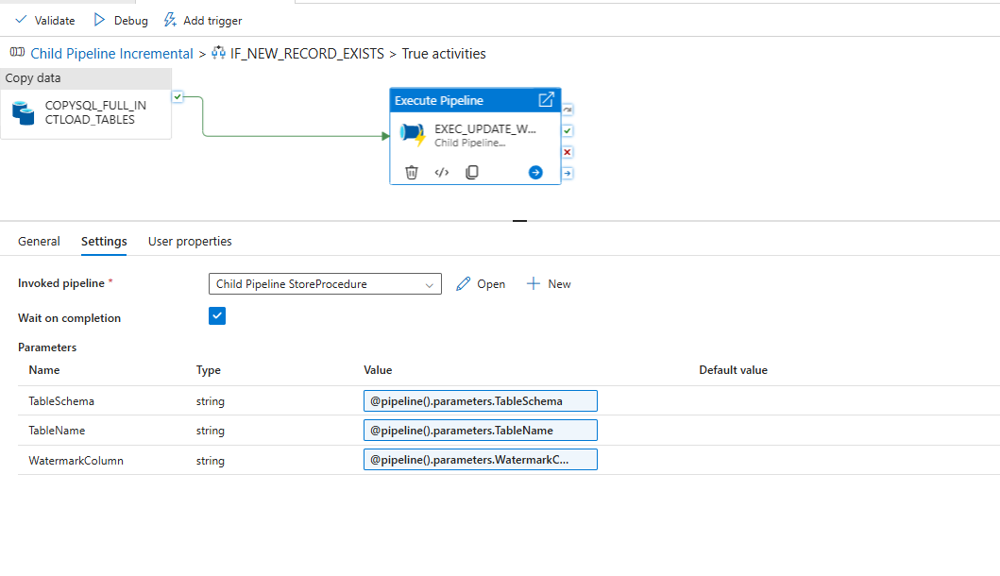 Validate Debug Add trigger
Child Pipeline Incremental > IF_NEW_RECORD_EXISTS > True activities
Copy data
COPYSQL_FULL_IN
CTLOAD_TABLES
Execute Pipeline
EXEC_UPDATE_W...
Child Pipeline...
General Settings User properties
Invoked pipeline * Child Pipeline StoreProcedure Open New
Wait on completion
Parameters
Name Type Value Default value
TableSchema string @pipeline().parameters.TableSchema
TableName string @pipeline().parameters.TableName
WatermarkColumn string @pipeline().parameters.WatermarkC...